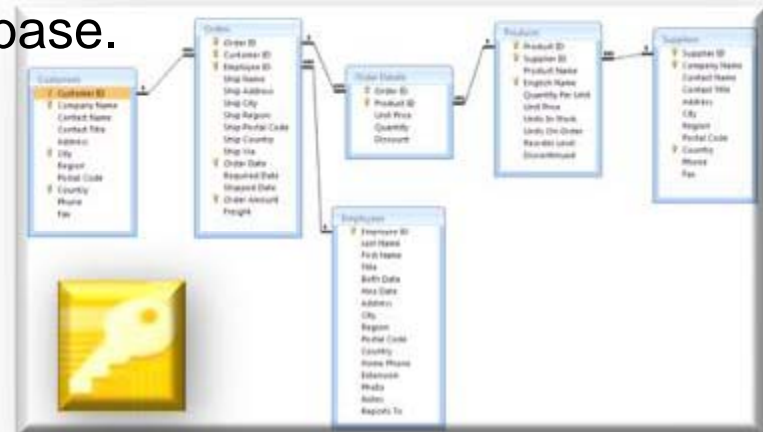 base.
Customers
Customer ID
Company Name
Contact Name
Contact Title
Address
City
Region
Postal Code
Country
Phone
Fax
Orders
Order ID
Customer ID
Employee ID
Ship Name
Ship Address
Ship City
Ship Region
Ship Postal Code
Ship Country
Ship Via
Order Date
Required Date
Shipped Date
Order Amount
Freight
Order Details
Order ID
Product ID
Unit Price
Quantity
Discount
Employees
Employee ID
Last Name
First Name
Title
Birth Date
Hire Date
Address
City
Region
Postal Code
Country
Home Phone
Extension
Photo
Notes
Reports To
Products
Product ID
Supplier ID
Product Name
English Name
Quantity Per Unit
Unit Price
Units In Stock
Units On Order
Reorder Level
Discontinued
Suppliers
Supplier ID
Company Name
Contact Name
Contact Title
Address
City
Region
Postal Code
Country
Phone
Fax